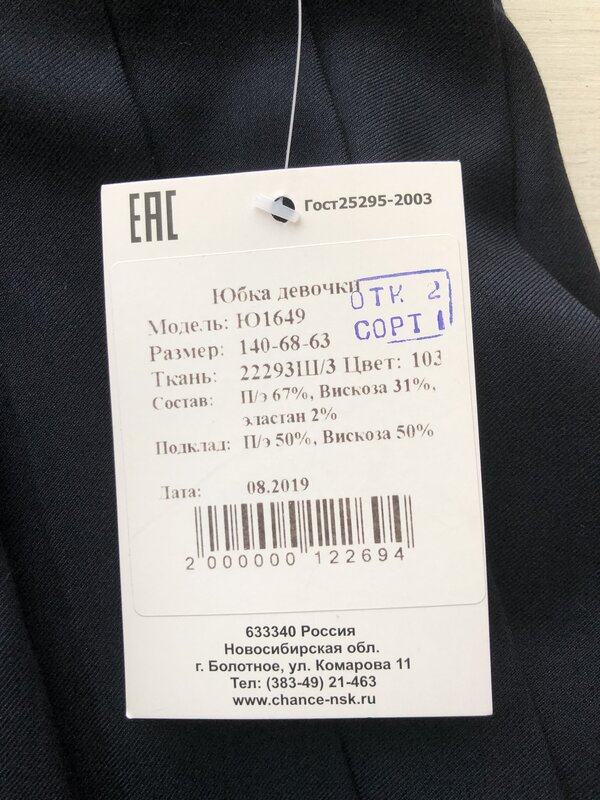 ЕАС
Гост25295-2003
Юбка девочки
ОТК 2
СОРТ 1
Модель: Ю1649
Размер: 140-68-63
Ткань: 22293Ш/3 Цвет: 103
Состав: П/э 67%, Вискоза 31%,
эластан 2%
Подклад: П/э 50%, Вискоза 50%
Дата: 08.2019
2 000000 122694
633340 Россия
Новосибирская обл.
г. Болотное, ул. Комарова 11
Тел: (383-49) 21-463
www.chance-nsk.ru